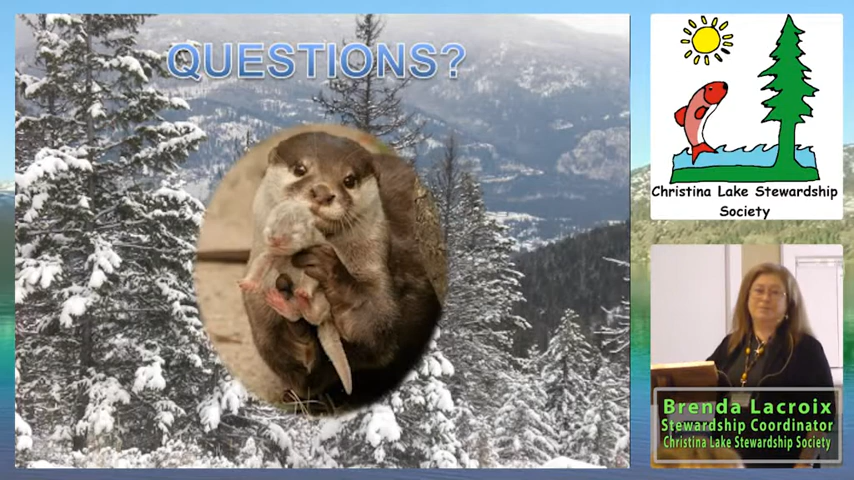 QUESTIONS?
Christina Lake Stewardship
Society
Brenda Lacroix
Stewardship Coordinator
Christina Lake Stewardship Society